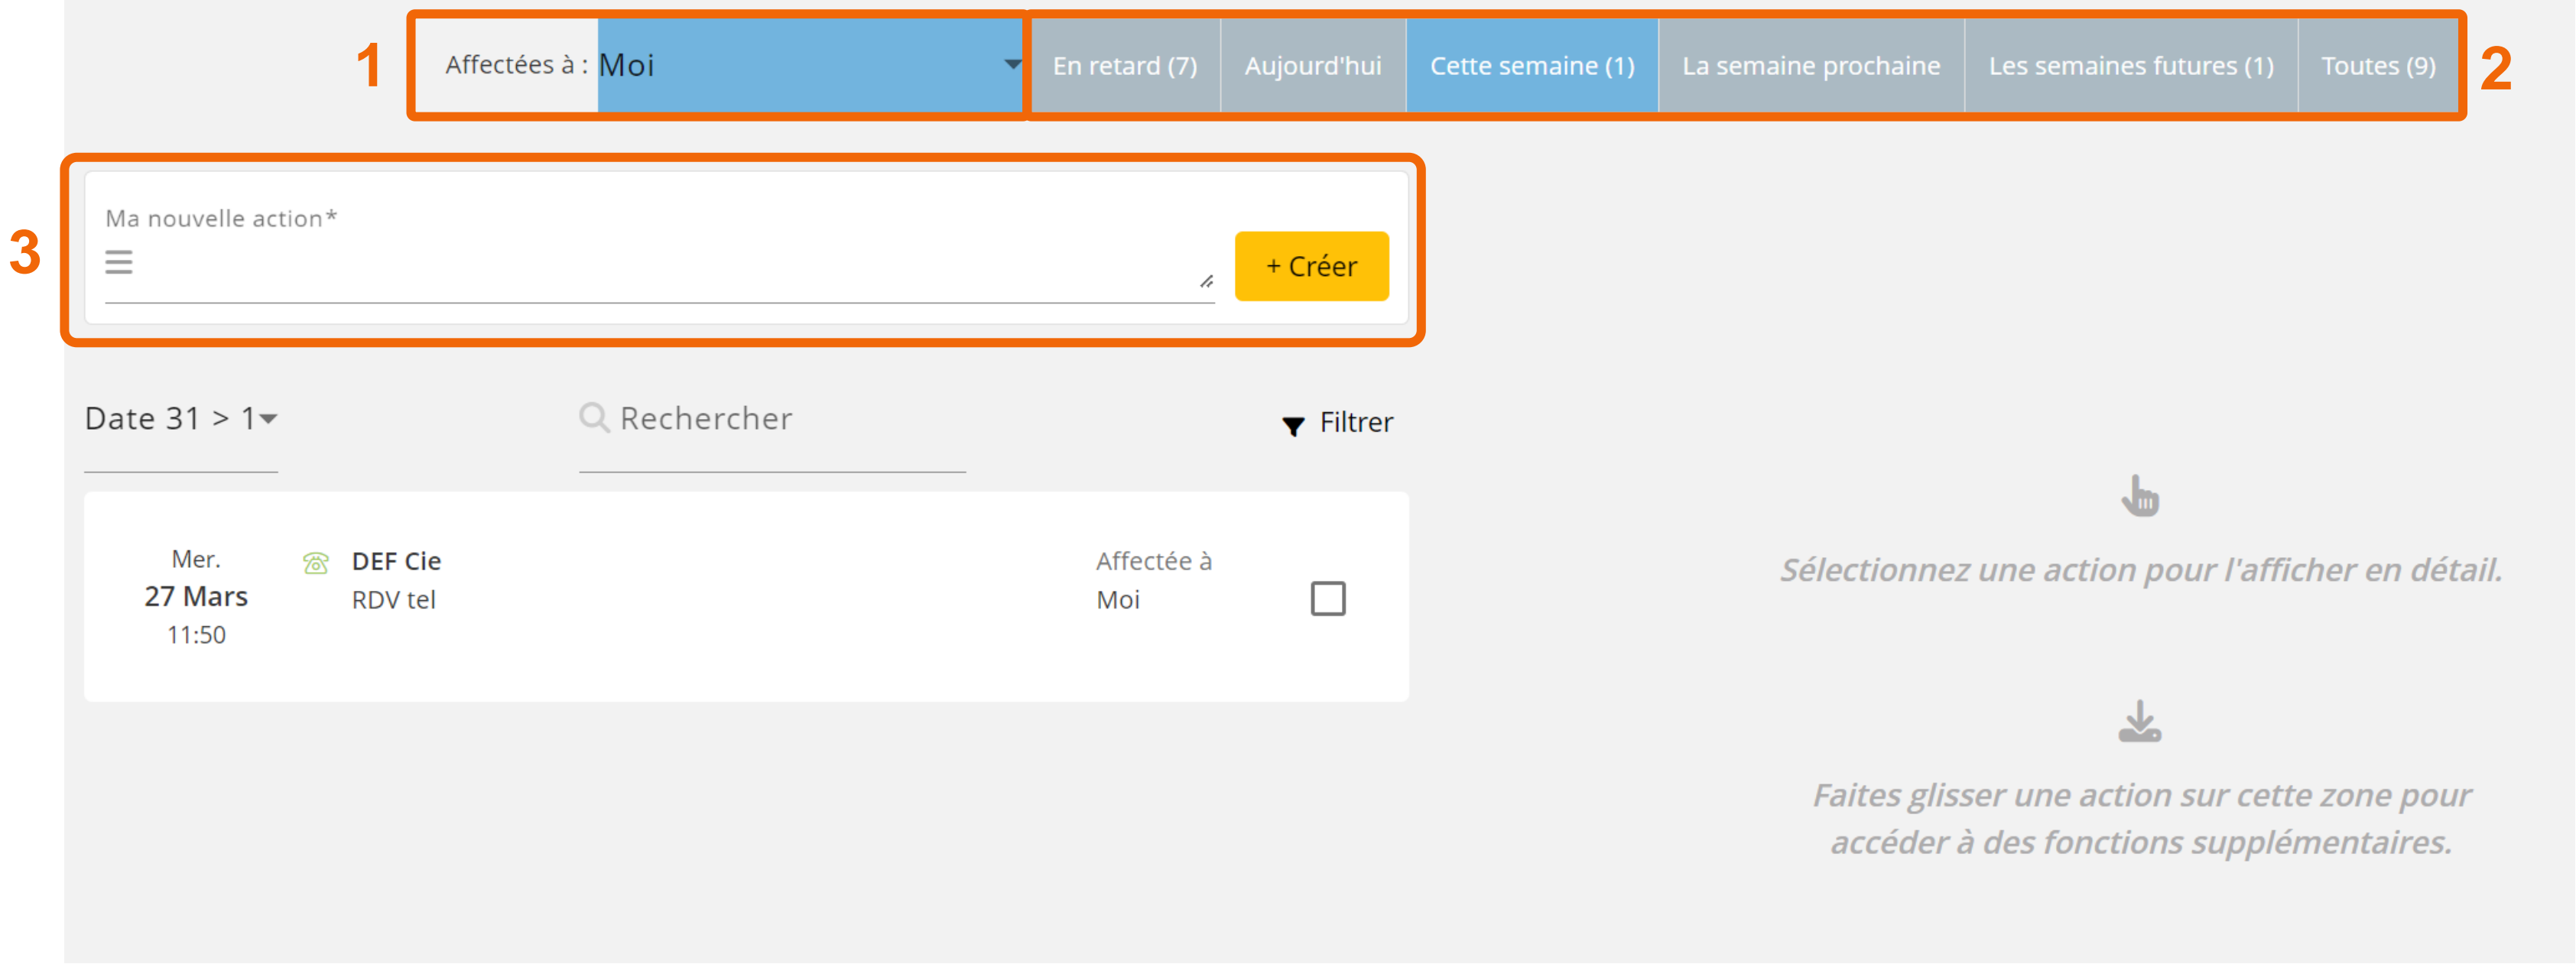 1
Affectées à : Moi
En retard (7)
Aujourd'hui
Cette semaine (1)
La semaine prochaine
Les semaines futures (1)
Toutes (9)
2
3
Ma nouvelle action*
+ Créer
Date 31 > 1
Rechercher
Filtrer
Mer.
27 Mars
11:50
DEF Cie
RDV tel
Affectée à
Moi
Sélectionnez une action pour l'afficher en détail.
Faites glisser une action sur cette zone pour
accéder à des fonctions supplémentaires.